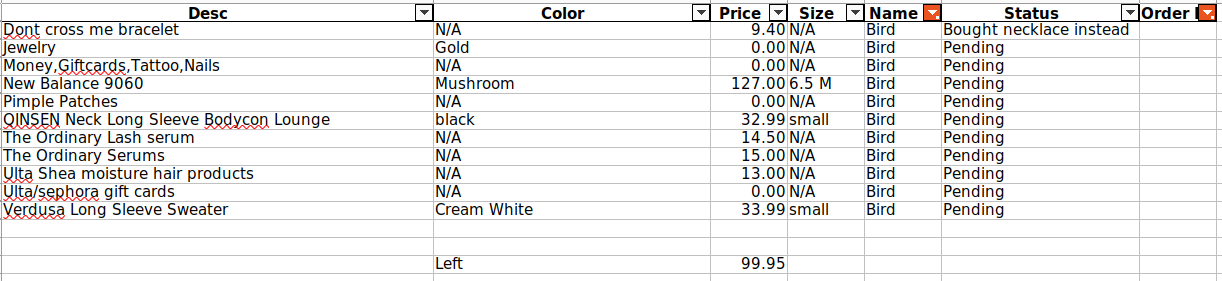 Desc Color Price Size Name Status Order
Dont cross me bracelet N/A 9.40 N/A Bird Bought necklace instead
Jewelry Gold 0.00 N/A Bird Pending
Money,Giftcards,Tattoo,Nails N/A 0.00 N/A Bird Pending
New Balance 9060 Mushroom 127.00 6.5 M Bird Pending
Pimple Patches N/A 0.00 N/A Bird Pending
QINSEN Neck Long Sleeve Bodycon Lounge black 32.99 small Bird Pending
The Ordinary Lash serum N/A 14.50 N/A Bird Pending
The Ordinary Serums N/A 15.00 N/A Bird Pending
Ulta Shea moisture hair products N/A 13.00 N/A Bird Pending
Ulta/sephora gift cards N/A 0.00 N/A Bird Pending
Verdusa Long Sleeve Sweater Cream White 33.99 small Bird Pending
Left 99.95